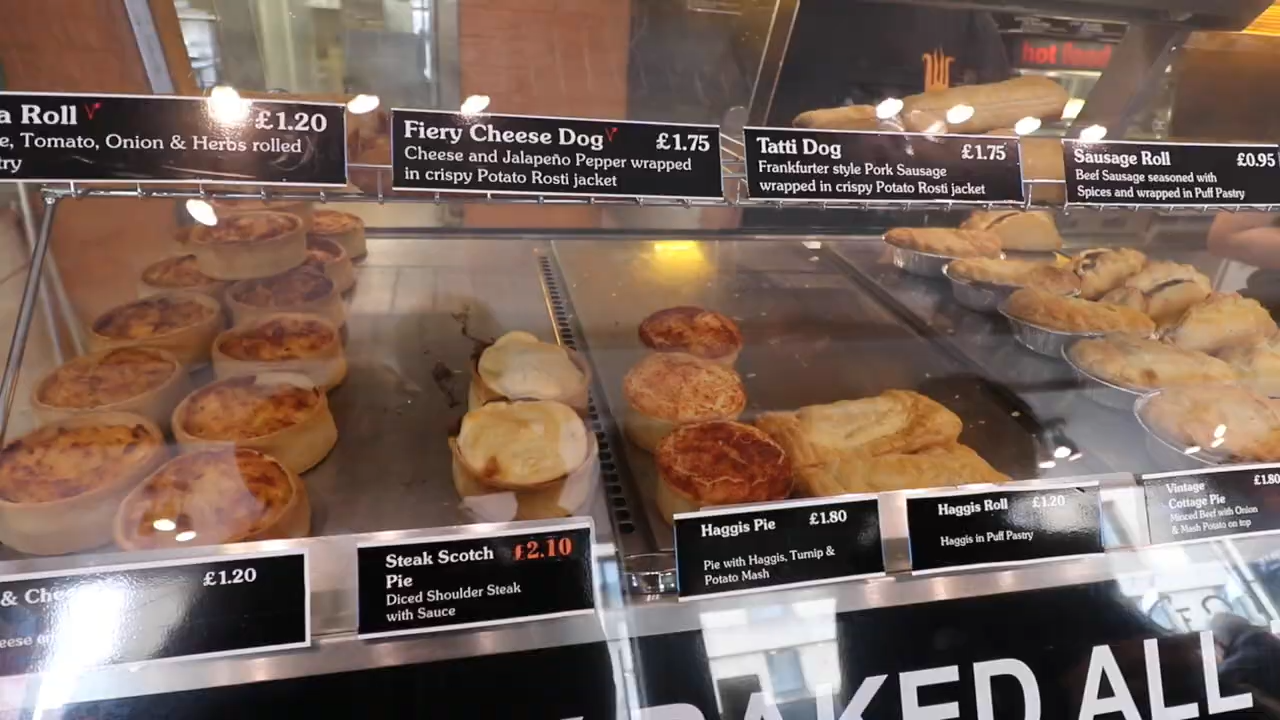 hot food
a Roll £1.20
e, Tomato, Onion & Herbs rolled
try
Fiery Cheese Dog £1.75
Cheese and Jalapeño Pepper wrapped
in crispy Potato Rosti jacket
Tatti Dog £1.75
Frankfurter style Pork Sausage
wrapped in crispy Potato Rosti jacket
Sausage Roll £0.95
Beef Sausage seasoned with
Spices and wrapped in Puff Pastry
& Che £1.20
eese
Steak Scotch £2.10
Pie
Diced Shoulder Steak
with Sauce
Haggis Pie £1.80
Pie with Haggis, Turnip &
Potato Mash
Haggis Roll £1.20
Haggis in Puff Pastry
Vintage £1.80
Cottage Pie
Minced Beef with Onion
& Mash Potato on top
BAKED ALL